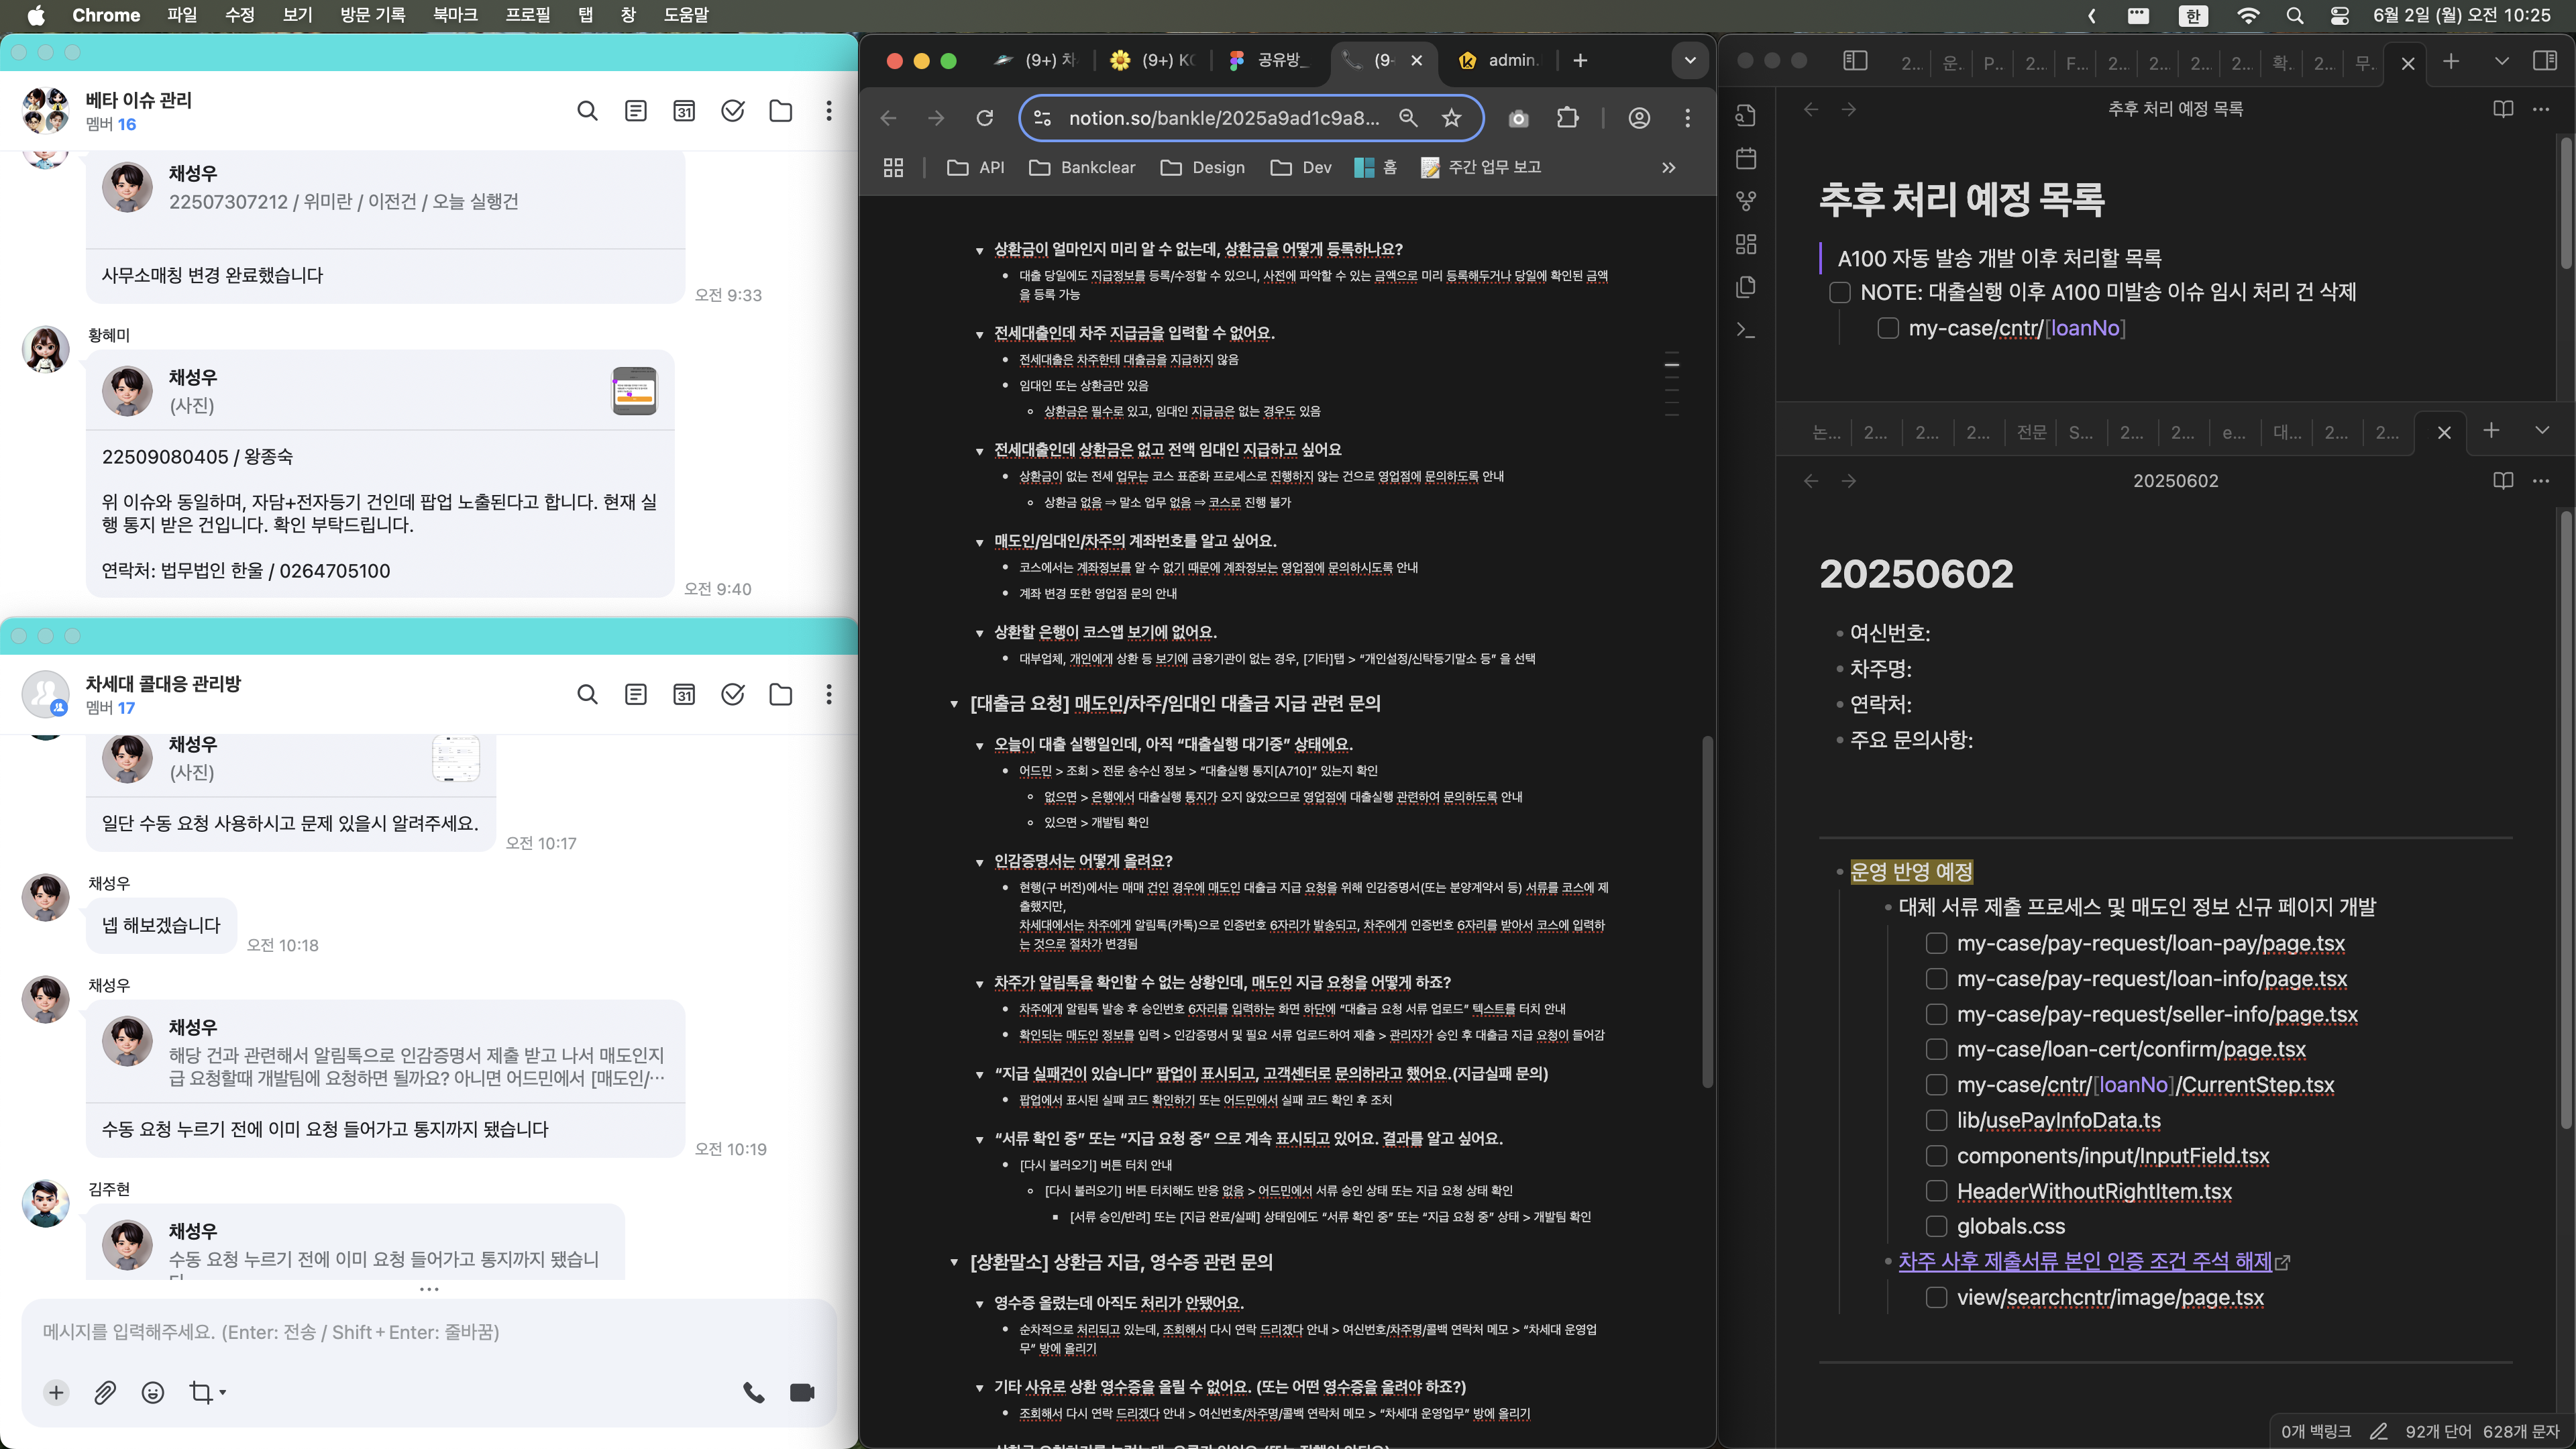 Chrome 파일 수정 보기 방문 기록 북마크 프로필 탭 창 도움말
한 6월 2일 (월) 오전 10:25
베타 이슈 관리
멤버 16
31
채성우
22507307212 / 위미란 / 이전건 / 오늘 실행건
사무소매칭 변경 완료했습니다
오전 9:33
황혜미
채성우
(사진)
22509080405 / 왕종숙
위 이슈와 동일하며, 자담+전자등기 건인데 팝업 노출된다고 합니다. 현재 실
행 통지 받은 건입니다. 확인 부탁드립니다.
연락처: 법무법인 한울 / 0264705100
오전 9:40
차세대 콜대응 관리방
멤버 17
31
채성우
(사진)
일단 수동 요청 사용하시고 문제 있을시 알려주세요.
오전 10:17
채성우
넵 해보겠습니다
오전 10:18
채성우
채성우
해당 건과 관련해서 알림톡으로 인감증명서 제출 받고 나서 매도인지
급 요청할때 개발팀에 요청하면 될까요? 아니면 어드민에서 [매도인/…
수동 요청 누르기 전에 이미 요청 들어가고 통지까지 됐습니다
오전 10:19
김주현
채성우
수동 요청 누르기 전에 이미 요청 들어가고 통지까지 됐습니
메시지를 입력해주세요. (Enter: 전송 / Shift + Enter: 줄바꿈)
(9+) 차 (9+) KC 공유방_ (9- admin.
notion.so/bankle/2025a9ad1c9a8...
API Bankclear Design Dev 홈 주간 업무 보고
상환금이 얼마인지 미리 알 수 없는데, 상환금을 어떻게 등록하나요?
대출 당일에도 지급정보를 등록/수정할 수 있으니, 사전에 파악할 수 있는 금액으로 미리 등록해두거나 당일에 확인된 금액
을 등록 가능
전세대출인데 차주 지급금을 입력할 수 없어요.
전세대출은 차주한테 대출금을 지급하지 않음
임대인 또는 상환금만 있음
상환금은 필수로 있고, 임대인 지급금은 없는 경우도 있음
전세대출인데 상환금은 없고 전액 임대인 지급하고 싶어요
상환금이 없는 전세 업무는 코스 표준화 프로세스로 진행하지 않는 건으로 영업점에 문의하도록 안내
상환금 없음 ⇒ 말소 업무 없음 ⇒ 코스로 진행 불가
매도인/임대인/차주의 계좌번호를 알고 싶어요.
코스에서는 계좌정보를 알 수 없기 때문에 계좌정보는 영업점에 문의하시도록 안내
계좌 변경 또한 영업점 문의 안내
상환할 은행이 코스앱 보기에 없어요.
대부업체, 개인에게 상환 등 보기에 금융기관이 없는 경우, [기타]탭 > “개인설정/신탁등기말소 등” 을 선택
[대출금 요청] 매도인/차주/임대인 대출금 지급 관련 문의
오늘이 대출 실행일인데, 아직 “대출실행 대기중” 상태에요.
어드민 > 조회 > 전문 송수신 정보 > “대출실행 통지[A710]” 있는지 확인
없으면 > 은행에서 대출실행 통지가 오지 않았으므로 영업점에 대출실행 관련하여 문의하도록 안내
있으면 > 개발팀 확인
인감증명서는 어떻게 올려요?
현행(구 버전)에서는 매매 건인 경우에 매도인 대출금 지급 요청을 위해 인감증명서(또는 분양계약서 등) 서류를 코스에 제
출했지만,
차세대에서는 차주에게 알림톡(카톡)으로 인증번호 6자리가 발송되고, 차주에게 인증번호 6자리를 받아서 코스에 입력하
는 것으로 절차가 변경됨
차주가 알림톡을 확인할 수 없는 상황인데, 매도인 지급 요청을 어떻게 하죠?
차주에게 알림톡 발송 후 승인번호 6자리를 입력하는 화면 하단에 “대출금 요청 서류 업로드” 텍스트를 터치 안내
확인되는 매도인 정보를 입력 > 인감증명서 및 필요 서류 업로드하여 제출 > 관리자가 승인 후 대출금 지급 요청이 들어감
“지급 실패건이 있습니다” 팝업이 표시되고, 고객센터로 문의하라고 했어요.(지급실패 문의)
팝업에서 표시된 실패 코드 확인하기 또는 어드민에서 실패 코드 확인 후 조치
“서류 확인 중” 또는 “지급 요청 중” 으로 계속 표시되고 있어요. 결과를 알고 싶어요.
[다시 불러오기] 버튼 터치 안내
[다시 불러오기] 버튼 터치해도 반응 없음 > 어드민에서 서류 승인 상태 또는 지급 요청 상태 확인
[서류 승인/반려] 또는 [지급 완료/실패] 상태임에도 “서류 확인 중” 또는 “지급 요청 중” 상태 > 개발팀 확인
[상환말소] 상환금 지급, 영수증 관련 문의
영수증 올렸는데 아직도 처리가 안됐어요.
순차적으로 처리되고 있는데, 조회해서 다시 연락 드리겠다 안내 > 여신번호/차주명/콜백 연락처 메모 > “차세대 운영업
무” 방에 올리기
기타 사유로 상환 영수증을 올릴 수 없어요. (또는 어떤 영수증을 올려야 하죠?)
조회해서 다시 연락 드리겠다 안내 > 여신번호/차주명/콜백 연락처 메모 > “차세대 운영업무” 방에 올리기
2... 운. P... 2... F... 2... 2... 2... 2... 확. 2... 무.
추후 처리 예정 목록
추후 처리 예정 목록
A100 자동 발송 개발 이후 처리할 목록
NOTE: 대출실행 이후 A100 미발송 이슈 임시 처리 건 삭제
my-case/cntr/[loanNo]
논... 2... 2... 2... 전문 S... 2... 2... e... 대... 2... 2...
20250602
20250602
여신번호:
차주명:
연락처:
주요 문의사항:
운영 반영 예정
대체 서류 제출 프로세스 및 매도인 정보 신규 페이지 개발
my-case/pay-request/loan-pay/page.tsx
my-case/pay-request/loan-info/page.tsx
my-case/pay-request/seller-info/page.tsx
my-case/loan-cert/confirm/page.tsx
my-case/cntr/[loanNo]/CurrentStep.tsx
lib/usePayInfoData.ts
components/input/InputField.tsx
HeaderWithoutRightItem.tsx
globals.css
차주 사후 제출서류 본인 인증 조건 주석 해제
view/searchcntr/image/page.tsx
0개 백링크 92개 단어 628개 문자